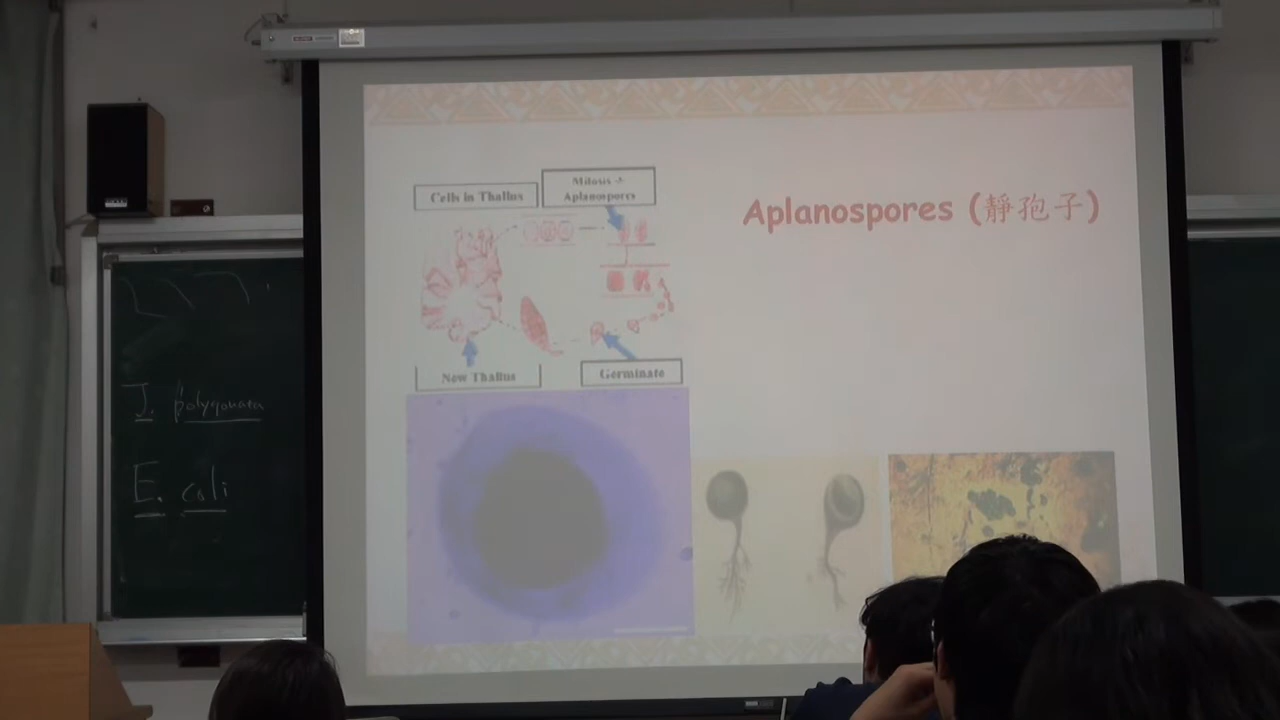 Aplanospores (靜孢子)
Cells in Thallus
Mitosis →
Aplanospores
New Thallus
Germinate
J. polygonata
E. coli